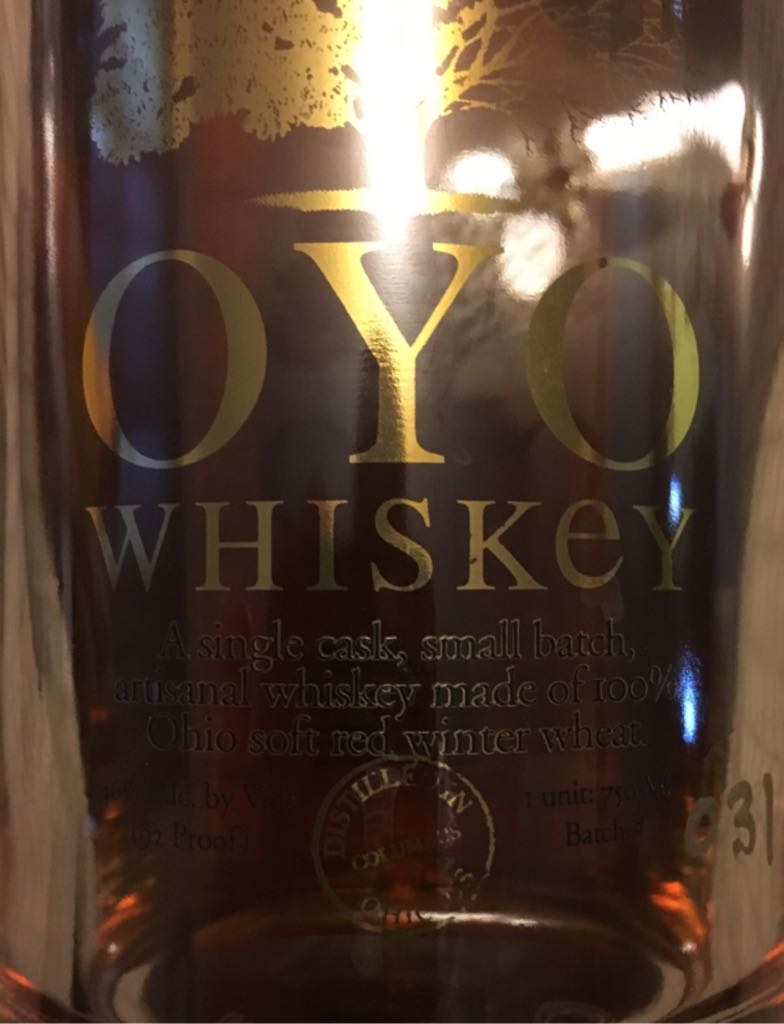 OYO
WHISKeY
A single cask, small batch,
artisanal whiskey made of 100%
Ohio soft red winter wheat.
Alc. by
(92 Proof)
1 unit: 750
Batch # 031
DISTILLED IN
COLUMBUS
OHIO